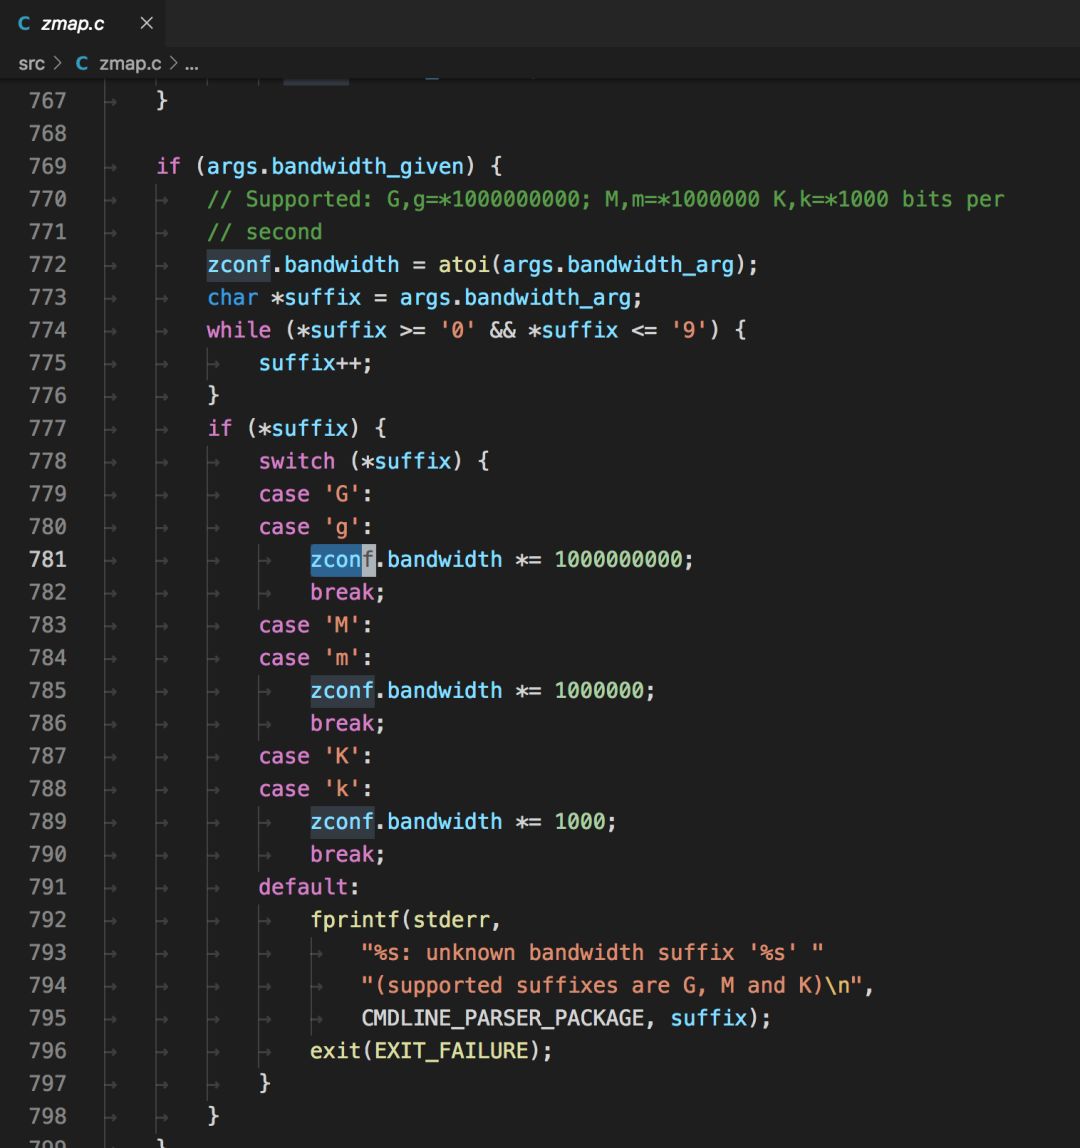 C zmap.c ×
src > C zmap.c > ...
767 }
768
769 if (args.bandwidth_given) {
770 // Supported: G,g=*1000000000; M,m=*1000000 K,k=*1000 bits per
771 // second
772 zconf.bandwidth = atoi(args.bandwidth_arg);
773 char *suffix = args.bandwidth_arg;
774 while (*suffix >= '0' && *suffix <= '9') {
775 suffix++;
776 }
777 if (*suffix) {
778 switch (*suffix) {
779 case 'G':
780 case 'g':
781 zconf.bandwidth *= 1000000000;
782 break;
783 case 'M':
784 case 'm':
785 zconf.bandwidth *= 1000000;
786 break;
787 case 'K':
788 case 'k':
789 zconf.bandwidth *= 1000;
790 break;
791 default:
792 fprintf(stderr,
793 "%s: unknown bandwidth suffix '%s' "
794 "(supported suffixes are G, M and K)\n",
795 CMDLINE_PARSER_PACKAGE, suffix);
796 exit(EXIT_FAILURE);
797 }
798 }
799 }